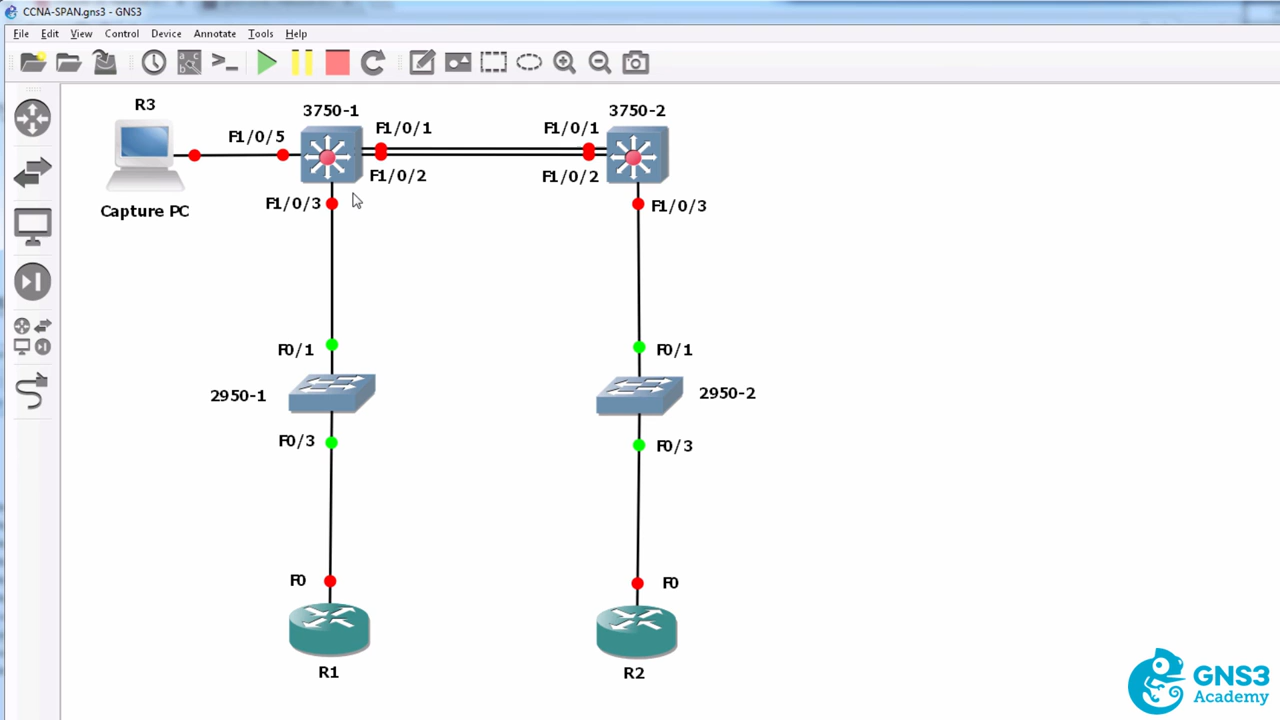 CCNA-SPAN.gns3 - GNS3
File Edit View Control Device Annotate Tools Help
R3
3750-1
3750-2
F1/0/5
F1/0/1
F1/0/1
F1/0/2
F1/0/2
Capture PC
F1/0/3
F1/0/3
F0/1
F0/1
2950-1
2950-2
F0/3
F0/3
F0
F0
R1
R2
GNS3
Academy